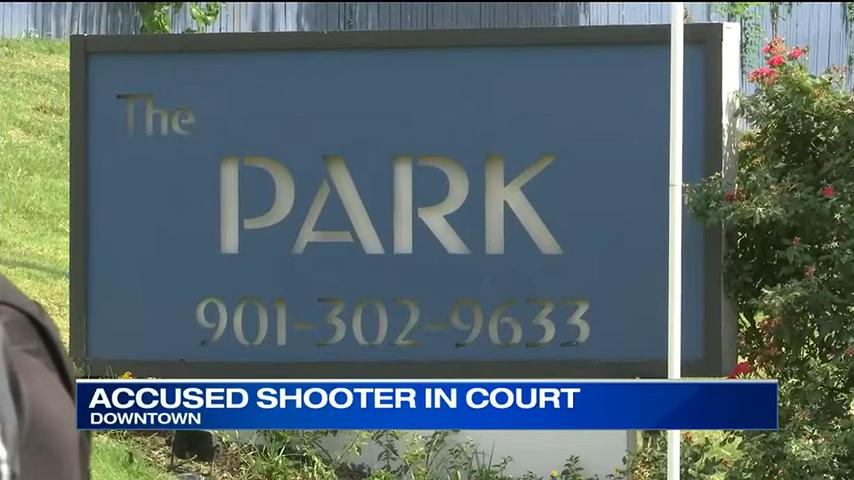 The
PARK
901-302-9633
ACCUSED SHOOTER IN COURT
DOWNTOWN